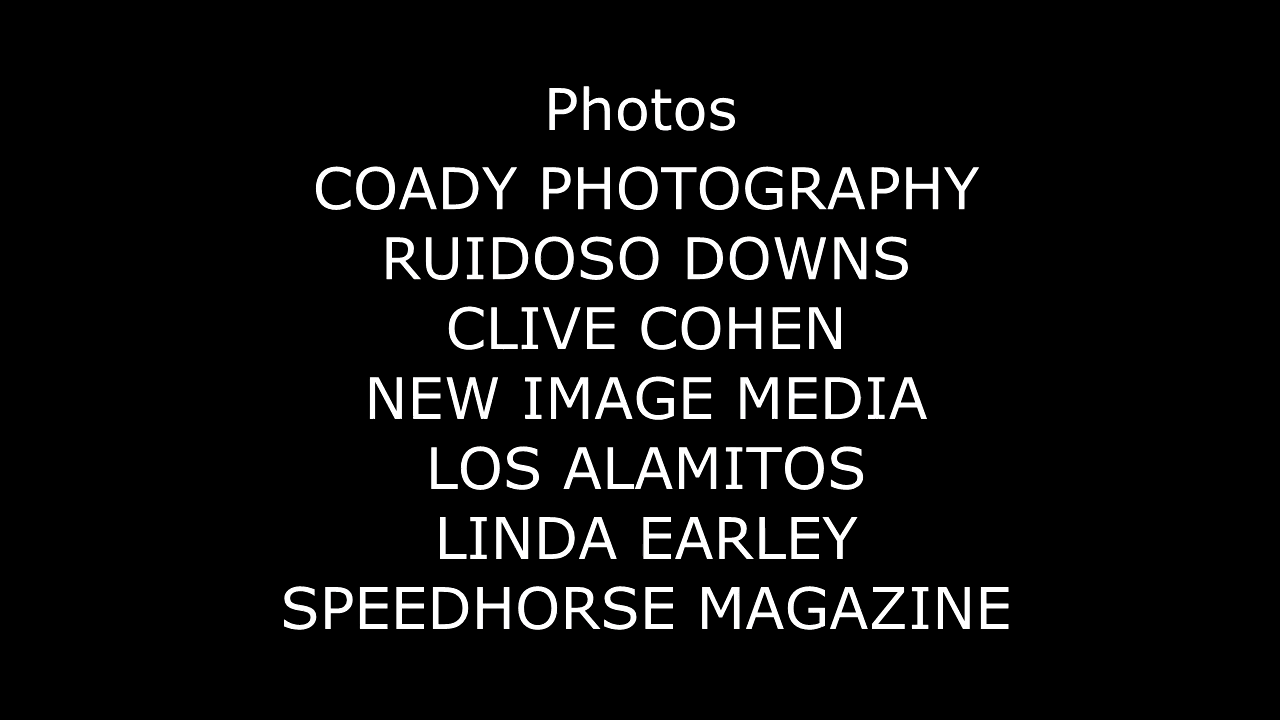 Photos
COADY PHOTOGRAPHY
RUIDOSO DOWNS
CLIVE COHEN
NEW IMAGE MEDIA
LOS ALAMITOS
LINDA EARLEY
SPEEDHORSE MAGAZINE